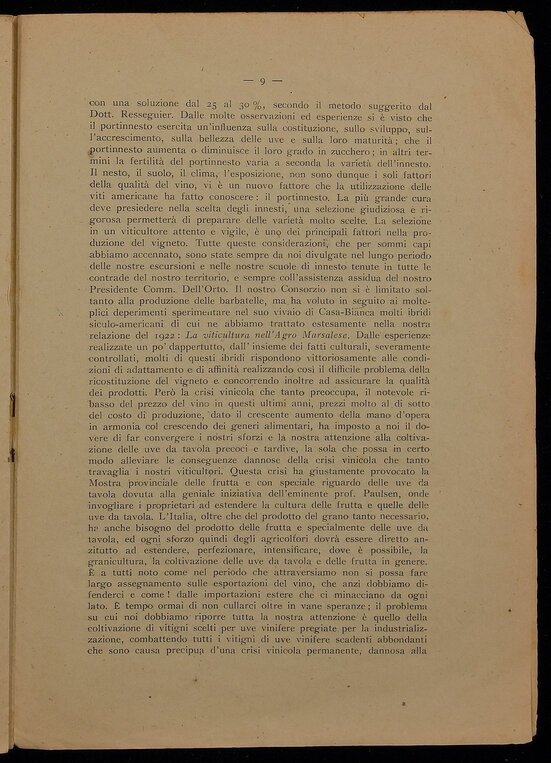 — 9 —
con una soluzione dal 25 al 30 %, secondo il metodo suggerito dal
Dott. Resseguier. Dalle molte osservazioni ed esperienze si è visto che
il portinnesto esercita un'influenza sulla costituzione, sullo sviluppo, sul-
l'accrescimento, sulla bellezza delle uve e sulla loro maturità; che il
portinnesto aumenta o diminuisce il loro grado in zucchero; in altri ter-
mini la fertilità del portinnesto varia a seconda la varietà dell'innesto.
Il nesto, il suolo, il clima, l'esposizione, non sono dunque i soli fattori
della qualità del vino, vi è un nuovo fattore che la utilizzazione delle
viti americane ha fatto conoscere: il portinnesto. La più grande cura
deve presiedere nella scelta degli innesti, una selezione giudiziosa e ri-
gorosa permetterà di preparare delle varietà molto scelte. La selezione
in un viticultore attento e vigile, è uno dei principali fattori nella pro-
duzione del vigneto. Tutte queste considerazioni, che per sommi capi
abbiamo accennato, sono state sempre da noi divulgate nel lungo periodo
delle nostre escursioni e nelle nostre scuole di innesto tenute in tutte le
contrade del nostro territorio, e sempre coll'assistenza assidua del nostro
Presidente Comm. Dell'Orto. Il nostro Consorzio non si è limitato sol-
tanto alla produzione delle barbatelle, ma ha voluto in seguito ai molte-
plici deperimenti sperimentare nel suo vivaio di Casa-Bianca molti ibridi
siculo-americani di cui ne abbiamo trattato estesamente nella nostra
relazione del 1922: La viticultura nell'Agro Marsalese. Dalle esperienze
realizzate un po' dappertutto, dall'insieme dei fatti culturali, severamente
controllati, molti di questi ibridi rispondono vittoriosamente alle condi-
zioni di adattamento e di affinità realizzando così il difficile problema della
ricostituzione del vigneto e concorrendo inoltre ad assicurare la qualità
dei prodotti. Però la crisi vinicola che tanto preoccupa, il notevole ri-
basso del prezzo del vino in questi ultimi anni, prezzi molto al di sotto
del costo di produzione, dato il crescente aumento della mano d'opera
in armonia col crescendo dei generi alimentari, ha imposto a noi il do-
vere di far convergere i nostri sforzi e la nostra attenzione alla coltiva-
zione delle uve da tavola precoci e tardive, la sola che possa in certo
modo alleviare le conseguenze dannose della crisi vinicola che tanto
travaglia i nostri viticultori. Questa crisi ha giustamente provocato la
Mostra provinciale delle frutta e con speciale riguardo delle uve da
tavola dovuta alla geniale iniziativa dell'eminente prof. Paulsen, onde
invogliare i proprietari ad estendere la cultura delle frutta e quelle delle
uve da tavola. L'Italia, oltre che del prodotto del grano tanto necessario,
ha anche bisogno del prodotto delle frutta e specialmente delle uve da
tavola, ed ogni sforzo quindi degli agricolfori dovrà essere diretto an-
zitutto ad estendere, perfezionare, intensificare, dove è possibile, la
granicultura, la coltivazione delle uve da tavola e delle frutta in genere.
È a tutti noto come nel periodo che attraversiamo non si possa fare
largo assegnamento sulle esportazioni del vino, che anzi dobbiamo di-
fenderci e come! dalle importazioni estere che ci minacciano da ogni
lato. È tempo ormai di non cullarci oltre in vane speranze; il problema
su cui noi dobbiamo riporre tutta la nostra attenzione è quello della
coltivazione di vitigni scelti per uve vinifere pregiate per la industrializ-
zazione, combattendo tutti i vitigni di uve vinifere scadenti abbondanti
che sono causa precipua d'una crisi vinicola permanente, dannosa alla